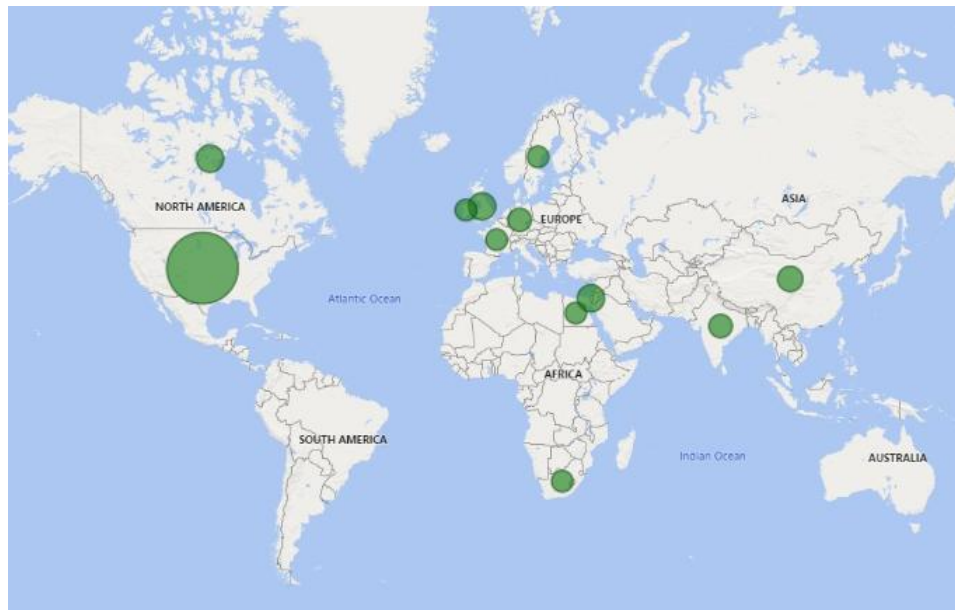 ASIA
NORTH AMERICA
EUROPE
Atlantic Ocean
AFRICA
SOUTH AMERICA
Indian Ocean
AUSTRALIA